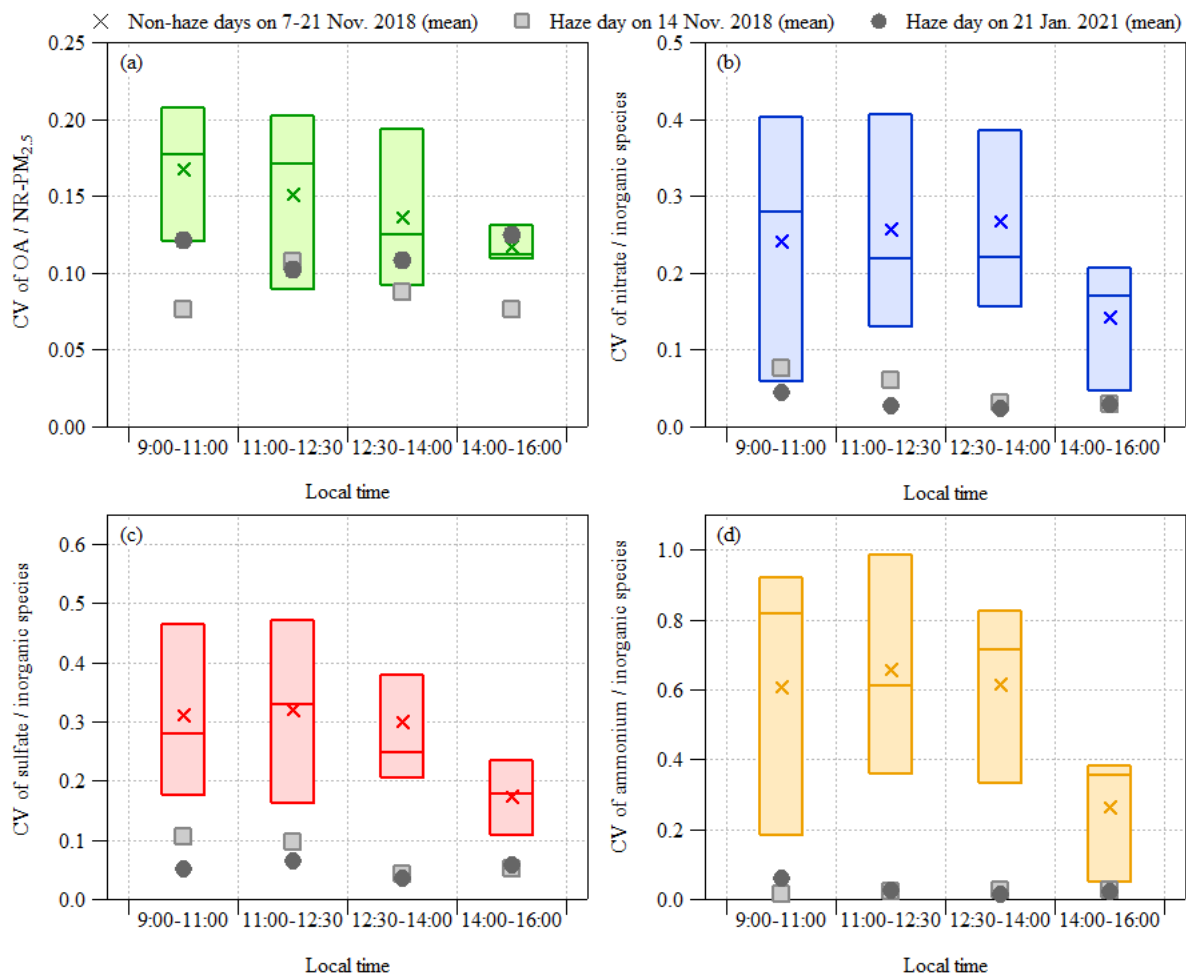 Non-haze days on 7-21 Nov. 2018 (mean) Haze day on 14 Nov. 2018 (mean) Haze day on 21 Jan. 2021 (mean)
(a)
CV of OA / NR-PM2.5
0.25
0.20
0.15
0.10
0.05
0.00
9:00-11:00 11:00-12:30 12:30-14:00 14:00-16:00
Local time
(b)
CV of nitrate / inorganic species
0.5
0.4
0.3
0.2
0.1
0.0
9:00-11:00 11:00-12:30 12:30-14:00 14:00-16:00
Local time
(c)
CV of sulfate / inorganic species
0.6
0.5
0.4
0.3
0.2
0.1
0.0
9:00-11:00 11:00-12:30 12:30-14:00 14:00-16:00
Local time
(d)
CV of ammonium / inorganic species
1.0
0.8
0.6
0.4
0.2
0.0
9:00-11:00 11:00-12:30 12:30-14:00 14:00-16:00
Local time